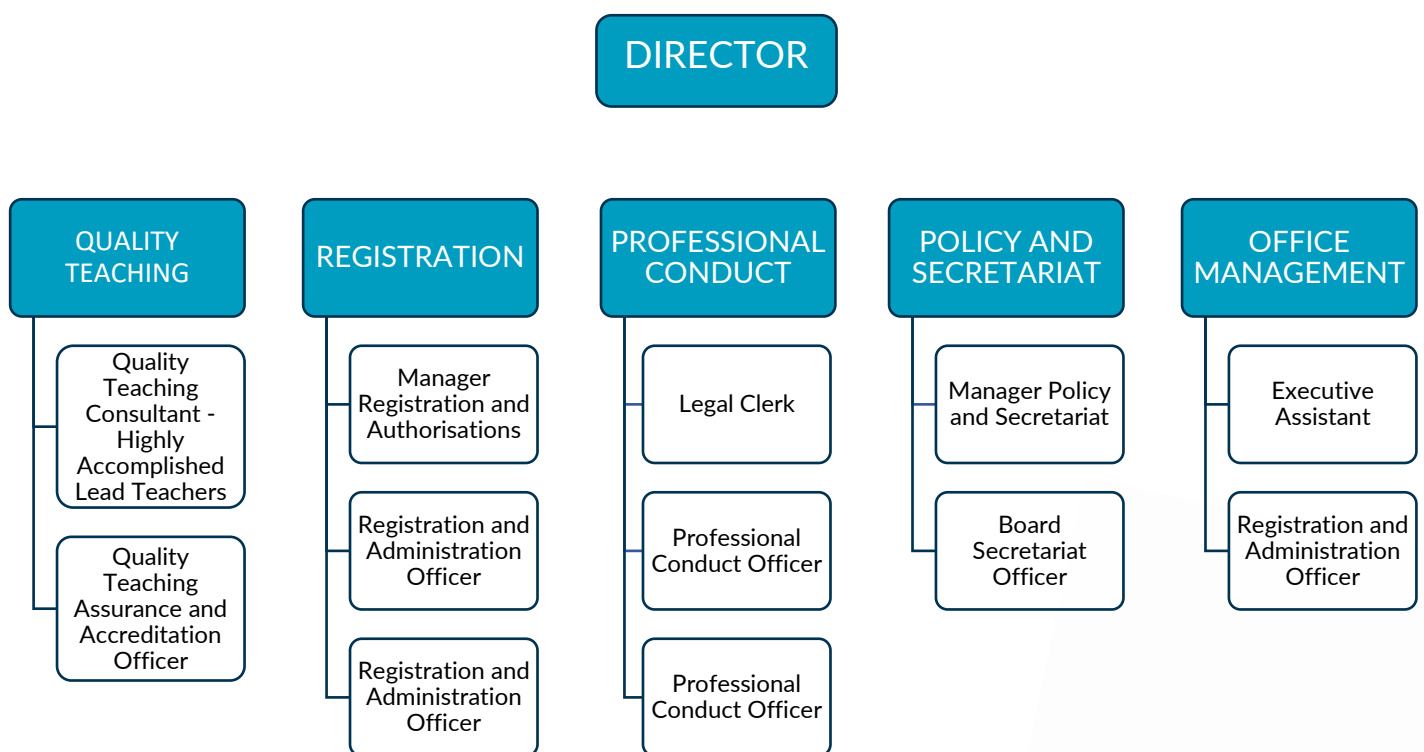 DIRECTOR
QUALITY
TEACHING
Quality
Teaching
Consultant -
Highly
Accomplished
Lead Teachers
Quality
Teaching
Assurance and
Accreditation
Officer
REGISTRATION
Manager
Registration and
Authorisations
Registration and
Administration
Officer
Registration and
Administration
Officer
PROFESSIONAL
CONDUCT
Legal Clerk
Professional
Conduct Officer
Professional
Conduct Officer
POLICY AND
SECRETARIAT
Manager Policy
and Secretariat
Board
Secretariat
Officer
OFFICE
MANAGEMENT
Executive
Assistant
Registration and
Administration
Officer